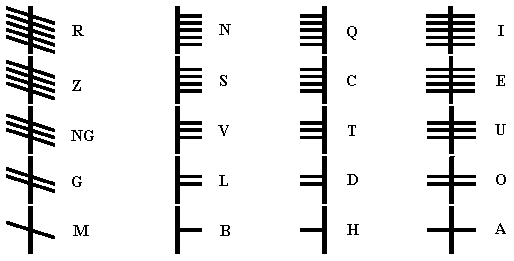 ᚏ R ᚅ N ᚊ Q ᚔ I
ᚎ Z ᚄ S ᚉ C ᚓ E
ᚍ NG ᚃ V ᚈ T ᚒ U
ᚌ G ᚂ L ᚇ D ᚑ O
ᚋ M ᚁ B ᚆ H ᚐ A